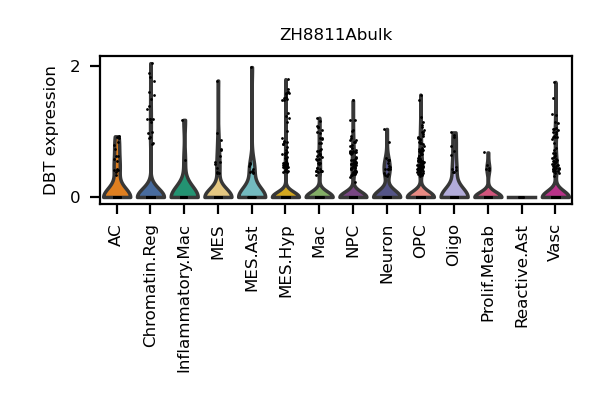 ZH8811Abulk
DBT expression
2
0
AC
Chromatin.Reg
Inflammatory.Mac
MES
MES.Ast
MES.Hyp
Mac
NPC
Neuron
OPC
Oligo
Prolif.Metab
Reactive.Ast
Vasc